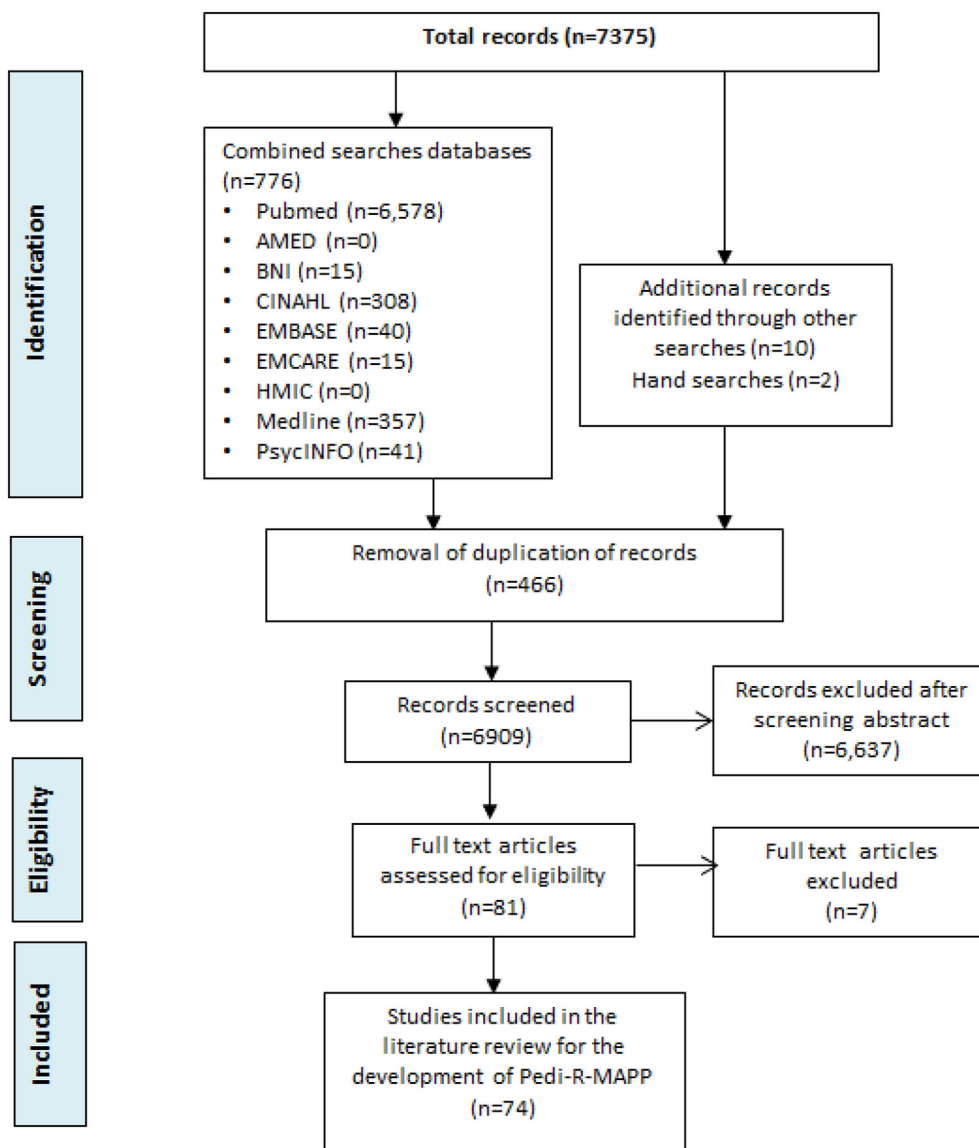 Total records (n=7375)
Identification
Combined searches databases
(n=776)
• Pubmed (n=6,578)
• AMED (n=0)
• BNI (n=15)
• CINAHL (n=308)
• EMBASE (n=40)
• EMCARE (n=15)
• HMIC (n=0)
• Medline (n=357)
• PsycINFO (n=41)
Additional records
identified through other
searches (n=10)
Hand searches (n=2)
Screening
Removal of duplication of records
(n=466)
Records screened
(n=6909)
Records excluded after
screening abstract
(n=6,637)
Eligibility
Full text articles
assessed for eligibility
(n=81)
Full text articles
excluded
(n=7)
Included
Studies included in the
literature review for the
development of Pedi-R-MAPP
(n=74)